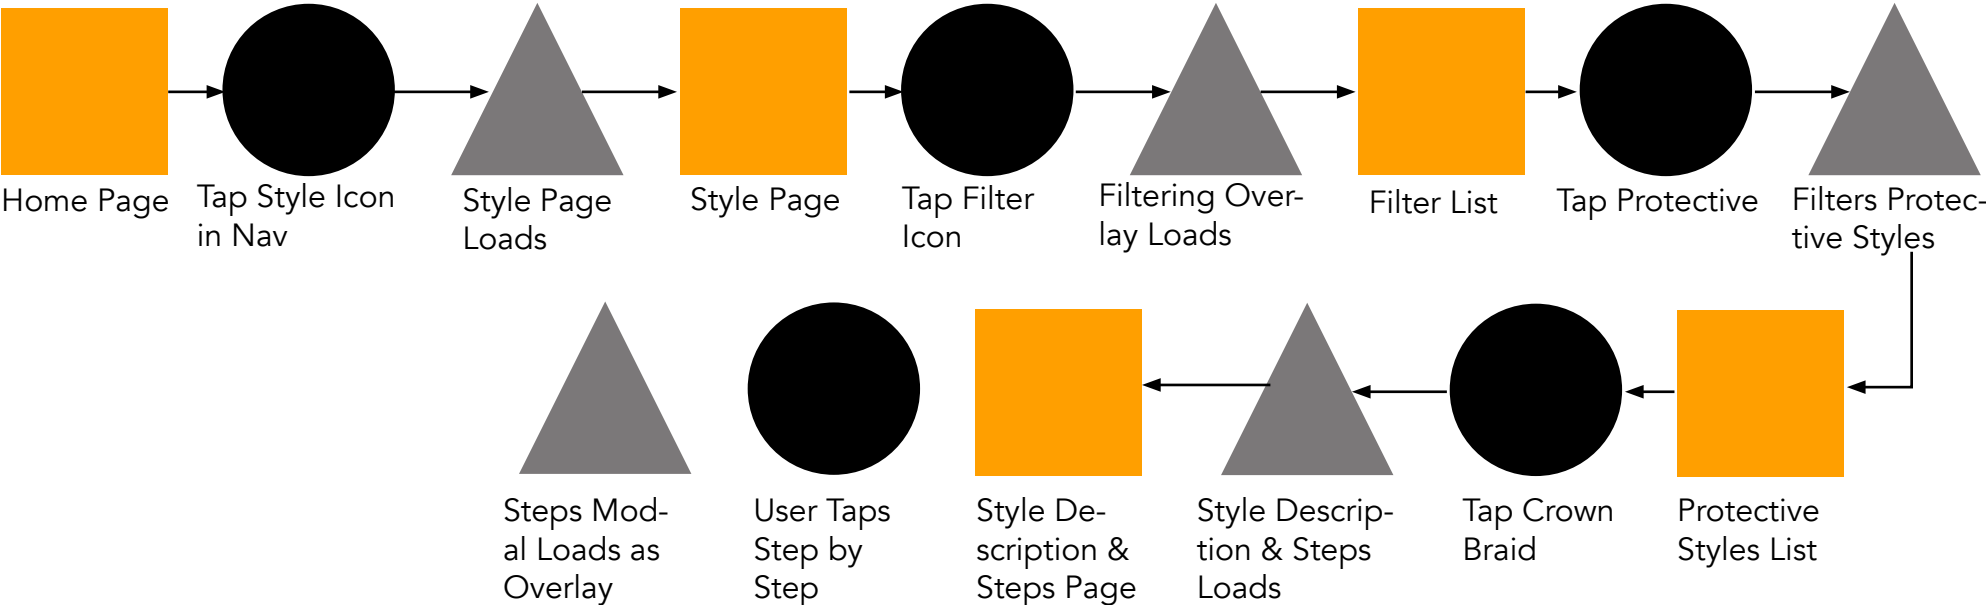 Home Page
Tap Style Icon
in Nav
Style Page
Loads
Style Page
Tap Filter
Icon
Filtering Over-
lay Loads
Filter List
Tap Protective
Filters Protec-
tive Styles
Steps Mod-
al Loads as
Overlay
User Taps
Step by
Step
Style De-
scription &
Steps Page
Style Descrip-
tion & Steps
Loads
Tap Crown
Braid
Protective
Styles List